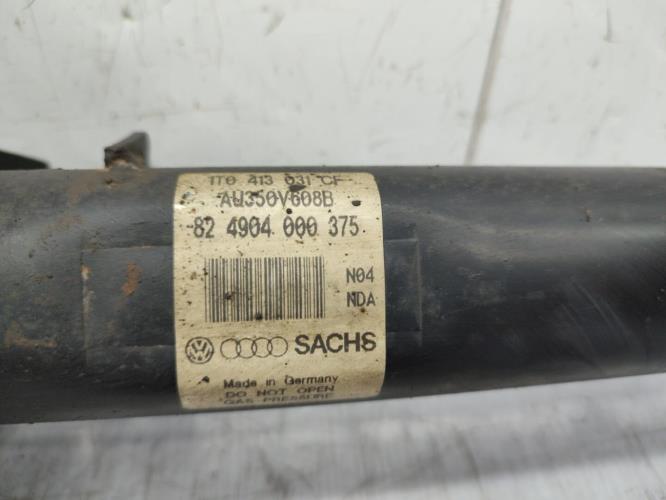 1T0 413 031 CF
AU350V608B
82 4904 000 375
N04
NDA
SACHS
Made in Germany
DO NOT OPEN
GAS PRESSURE